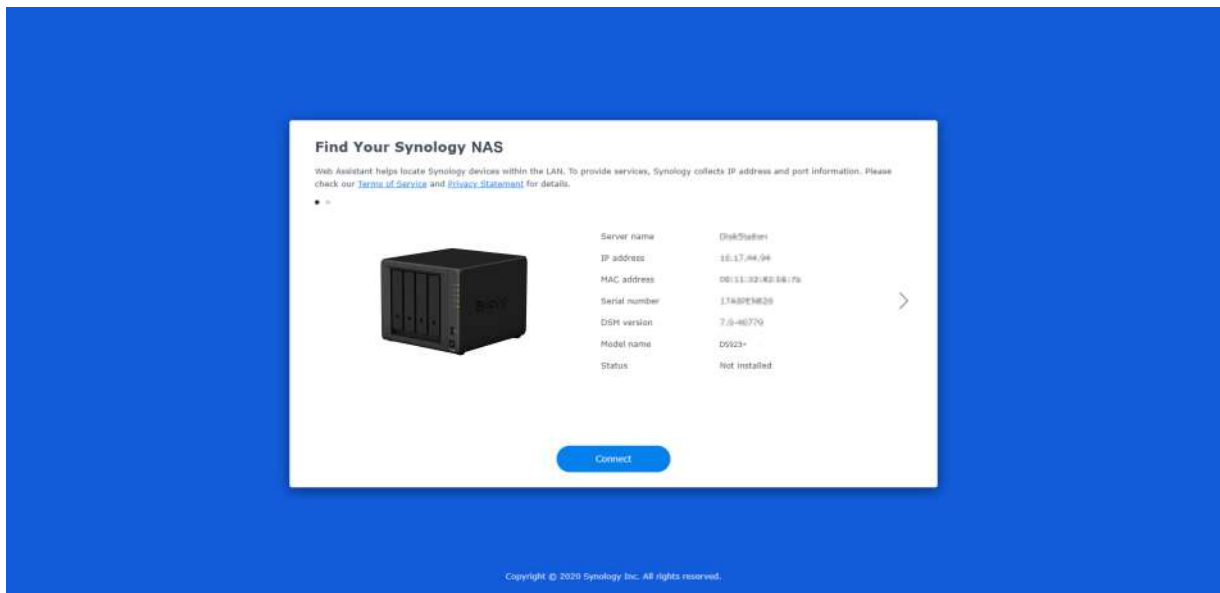 Find Your Synology NAS
Web Assistant helps locate Synology devices within the LAN. To provide services, Synology collects IP address and port information. Please
check our Terms of Service and Privacy Statement for details.
Server name DiskStation
IP address
MAC address
Serial number
DSM version
Model name DS923+
Status Not installed
Connect
Copyright © 2020 Synology Inc. All rights reserved.